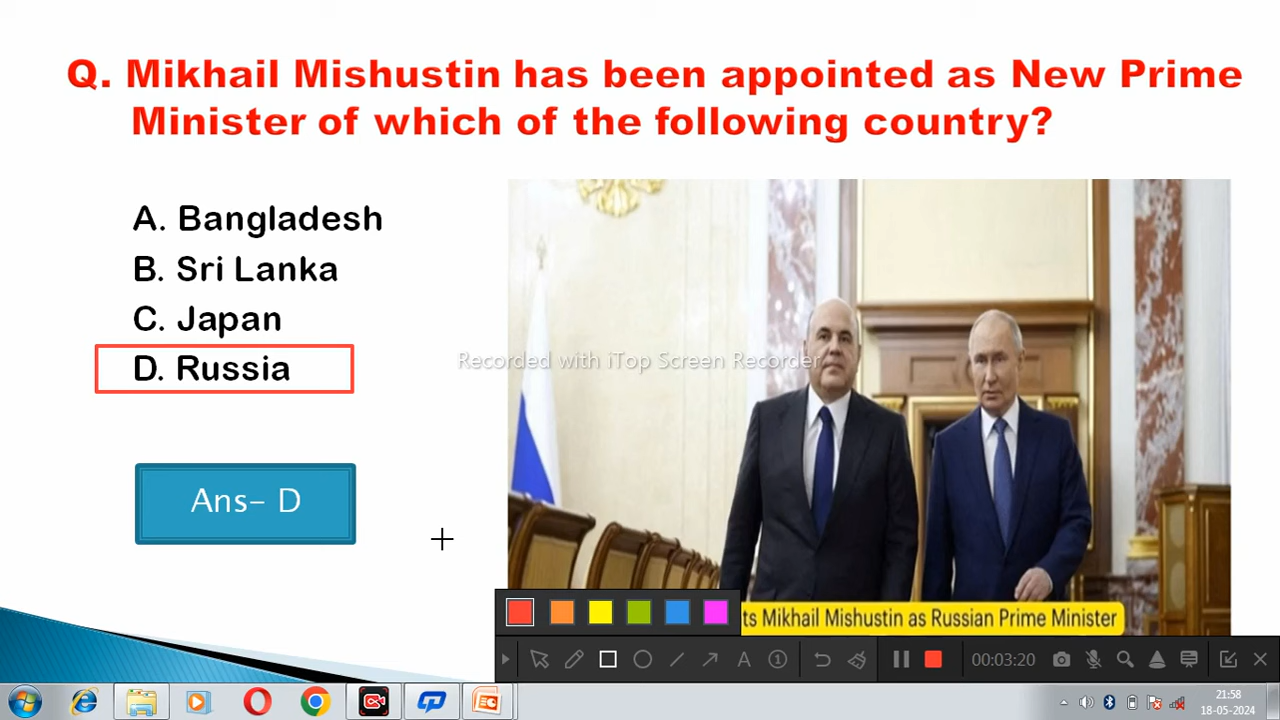 Q. Mikhail Mishustin has been appointed as New Prime
Minister of which of the following country?
A. Bangladesh
B. Sri Lanka
C. Japan
D. Russia
Recorded with iTop Screen Recorder
Ans- D
ts Mikhail Mishustin as Russian Prime Minister
A
1
00:03:20
21:58
18-05-2024